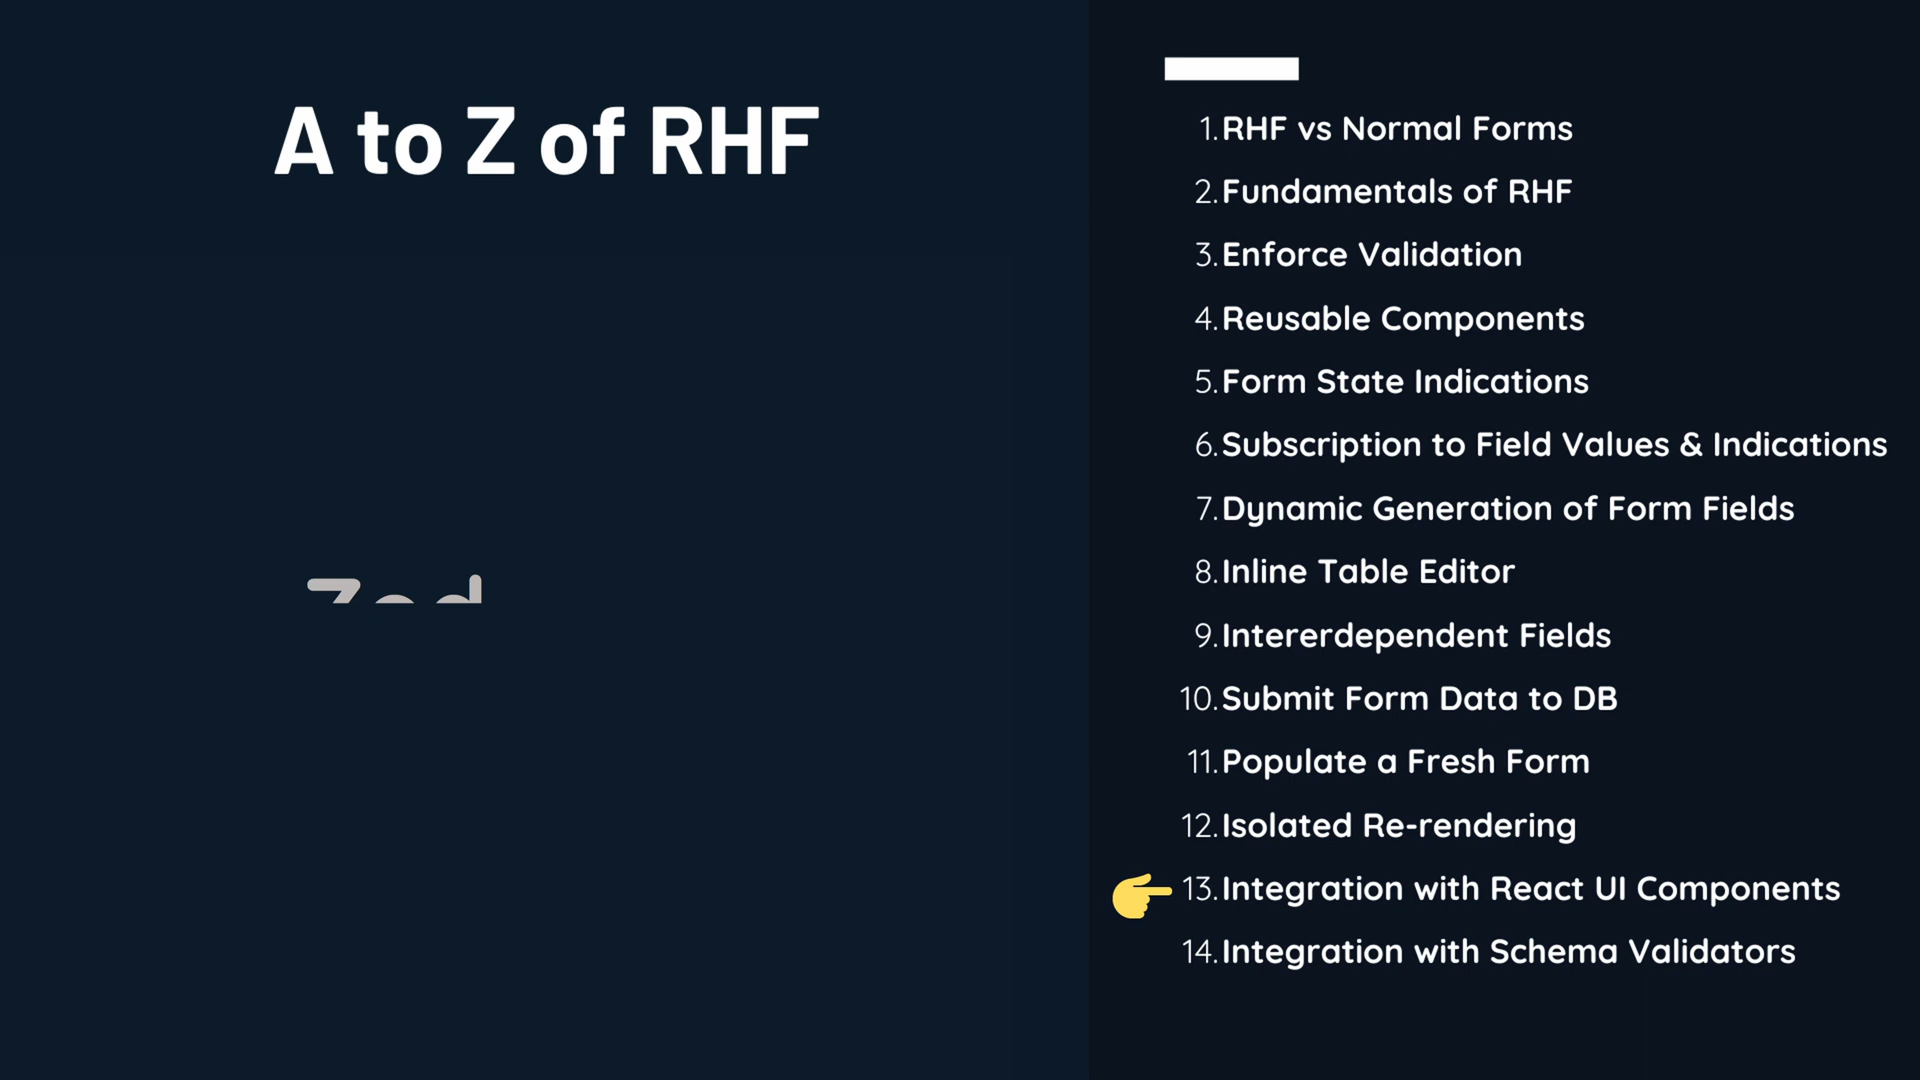 A to Z of RHF
Zod
1. RHF vs Normal Forms
2. Fundamentals of RHF
3. Enforce Validation
4. Reusable Components
5. Form State Indications
6. Subscription to Field Values & Indications
7. Dynamic Generation of Form Fields
8. Inline Table Editor
9. Intererdependent Fields
10. Submit Form Data to DB
11. Populate a Fresh Form
12. Isolated Re-rendering
13. Integration with React UI Components
14. Integration with Schema Validators